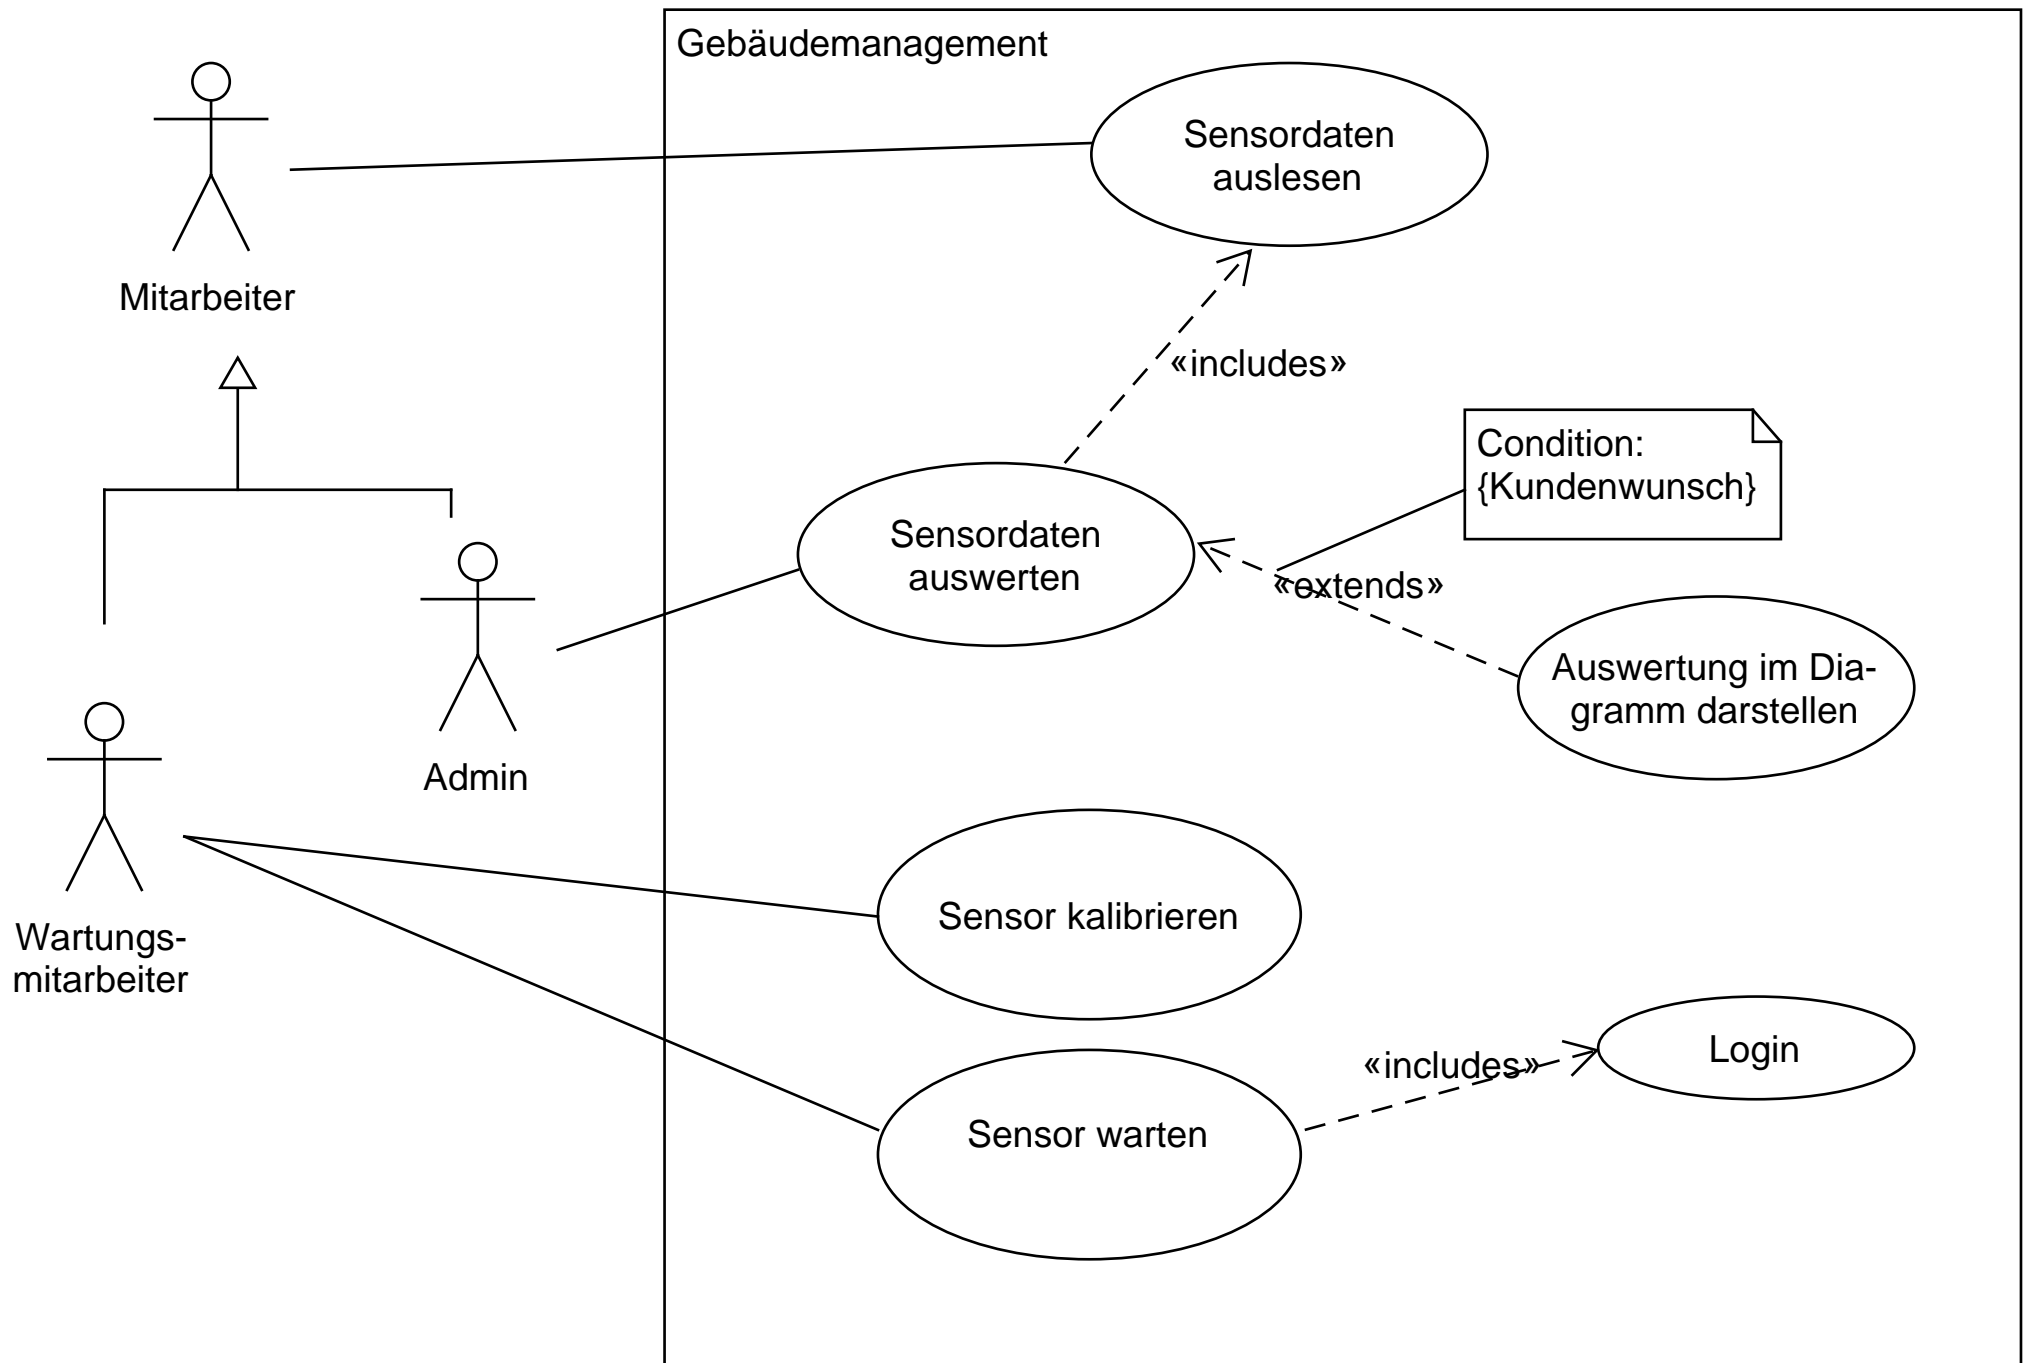 Gebäudemanagement
Sensordaten
auslesen
Mitarbeiter
«includes»
Condition:
{Kundenwunsch}
Sensordaten
auswerten
«extends»
Auswertung im Dia-
gramm darstellen
Admin
Sensor kalibrieren
Wartungs-
mitarbeiter
«includes»
Login
Sensor warten